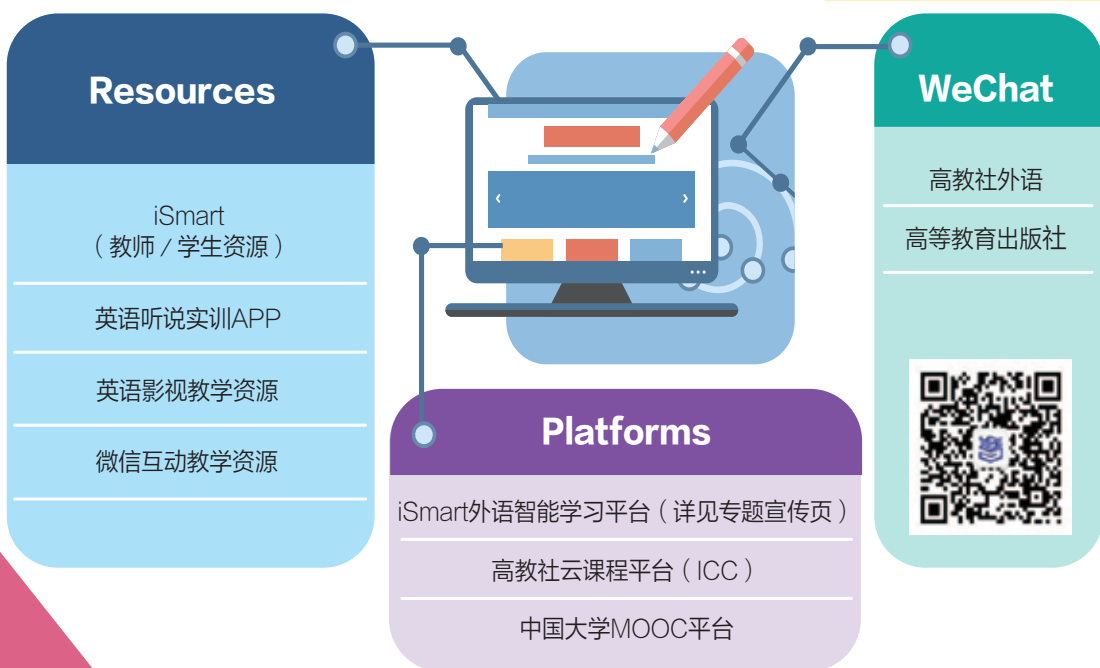 Resources
iSmart
（教师 / 学生资源）
英语听说实训APP
英语影视教学资源
微信互动教学资源
Platforms
iSmart外语智能学习平台（详见专题宣传页）
高教社云课程平台（ICC）
中国大学MOOC平台
WeChat
高教社外语
高等教育出版社